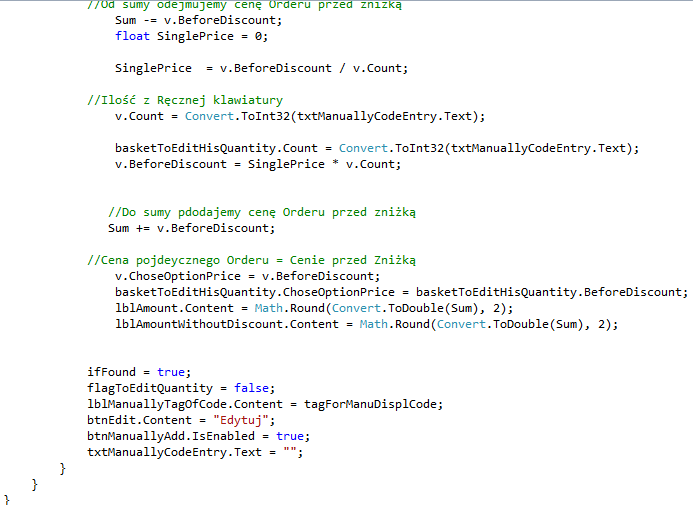 //Od sumy odejmujemy cenę Orderu przed zniżką
Sum -= v.BeforeDiscount;
float SinglePrice = 0;
SinglePrice  = v.BeforeDiscount / v.Count;
//Ilość z Ręcznej klawiatury
v.Count = Convert.ToInt32(txtManuallyCodeEntry.Text);
basketToEditHisQuantity.Count = Convert.ToInt32(txtManuallyCodeEntry.Text);
v.BeforeDiscount = SinglePrice * v.Count;
//Do sumy pdodajemy cenę Orderu przed zniżką
Sum += v.BeforeDiscount;
//Cena pojdeycznego Orderu = Cenie przed Zniżką
v.ChoseOptionPrice = v.BeforeDiscount;
basketToEditHisQuantity.ChoseOptionPrice = basketToEditHisQuantity.BeforeDiscount;
lblAmount.Content = Math.Round(Convert.ToDouble(Sum), 2);
lblAmountWithoutDiscount.Content = Math.Round(Convert.ToDouble(Sum), 2);
ifFound = true;
flagToEditQuantity = false;
lblManuallyTagOfCode.Content = tagForManuDisplCode;
btnEdit.Content = "Edytuj";
btnManuallyAdd.IsEnabled = true;
txtManuallyCodeEntry.Text = "";
}
}
}